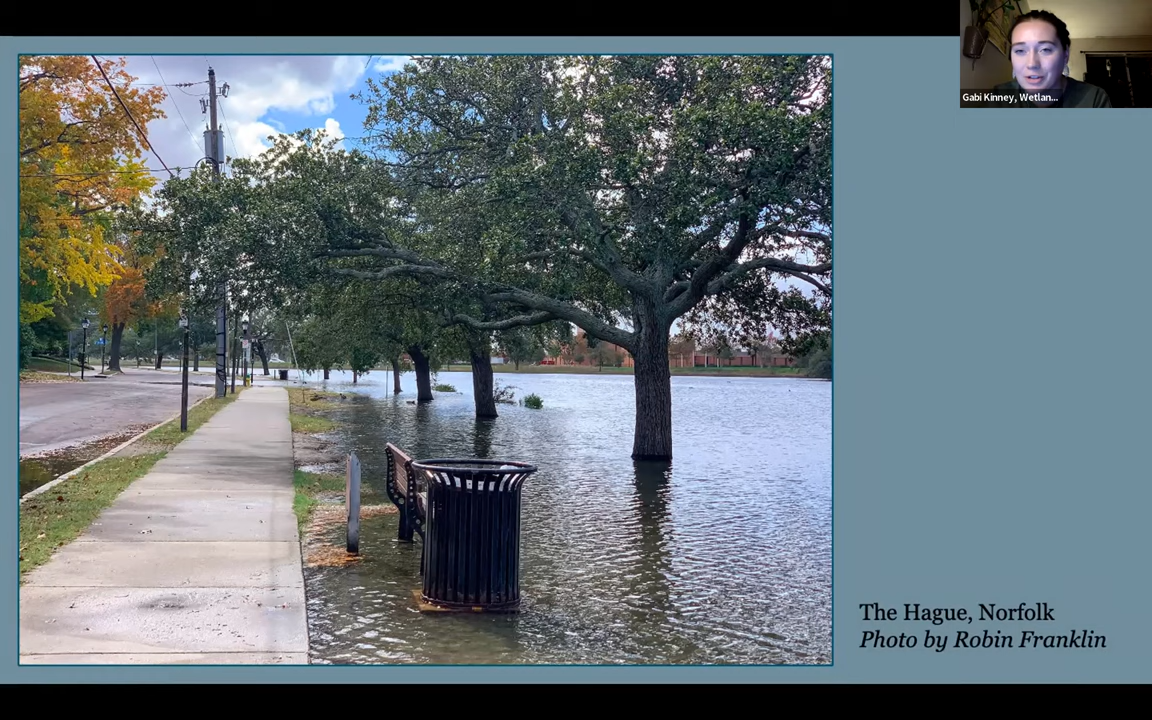 Gabi Kinney, Wetlan...
The Hague, Norfolk
Photo by Robin Franklin